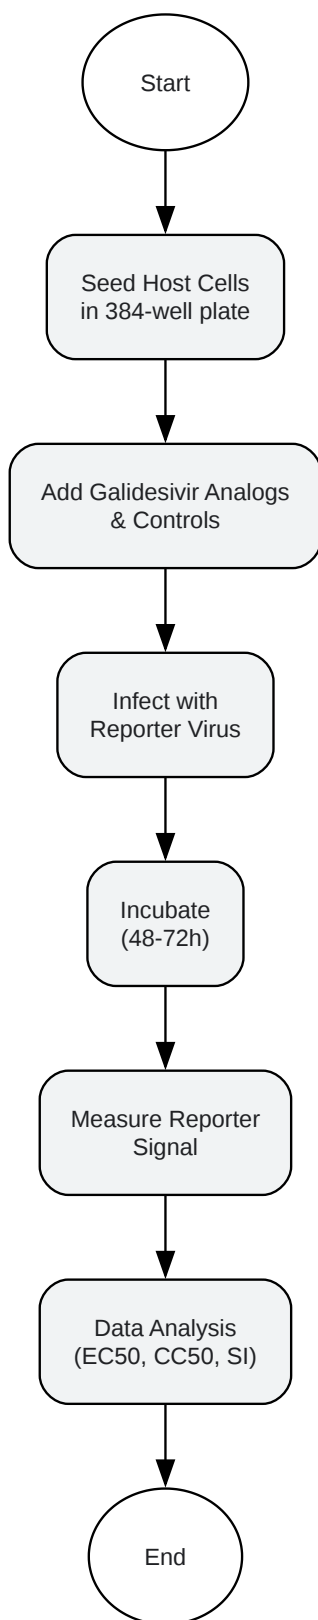 Start
Seed Host Cells
in 384-well plate
Add Galidesivir Analogs
& Controls
Infect with
Reporter Virus
Incubate
(48-72h)
Measure Reporter
Signal
Data Analysis
(EC50, CC50, SI)
End